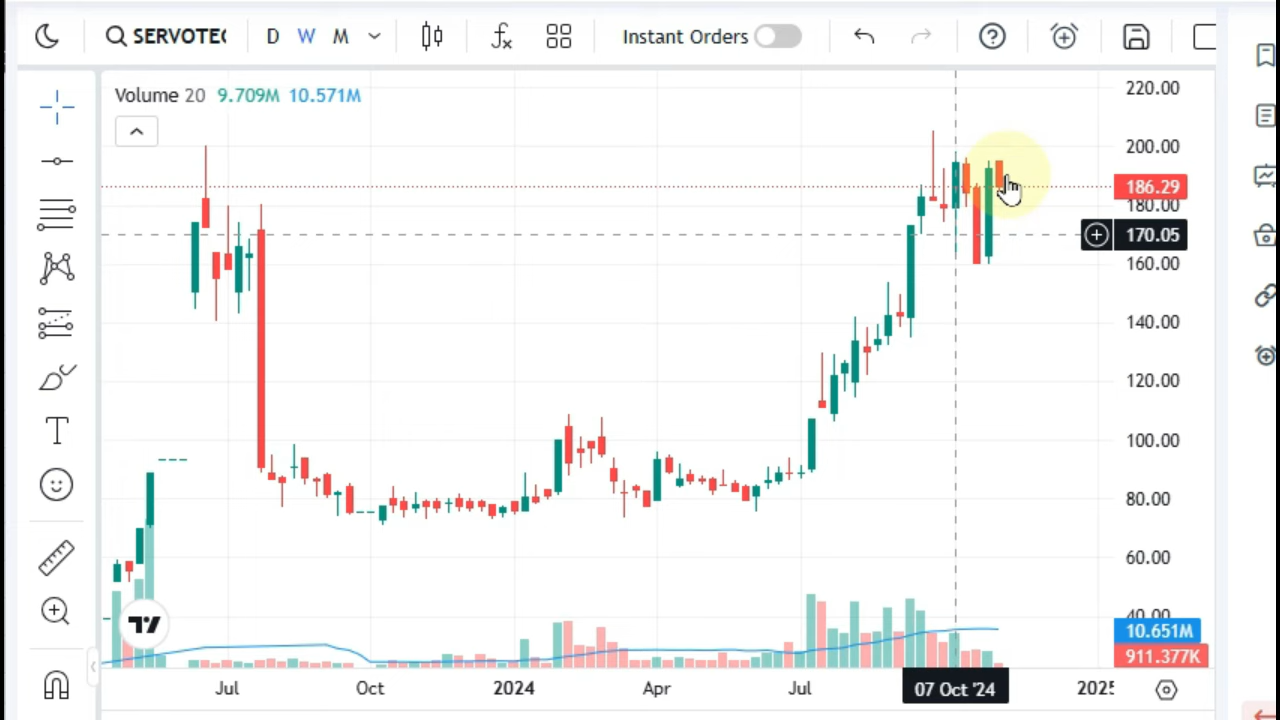 SERVOTEC
D W M
Instant Orders
Volume 20 9.709M 10.571M
220.00
200.00
186.29
180.00
170.05
160.00
140.00
120.00
100.00
80.00
60.00
40.00
10.651M
911.377K
Jul Oct 2024 Apr Jul 07 Oct '24 2025